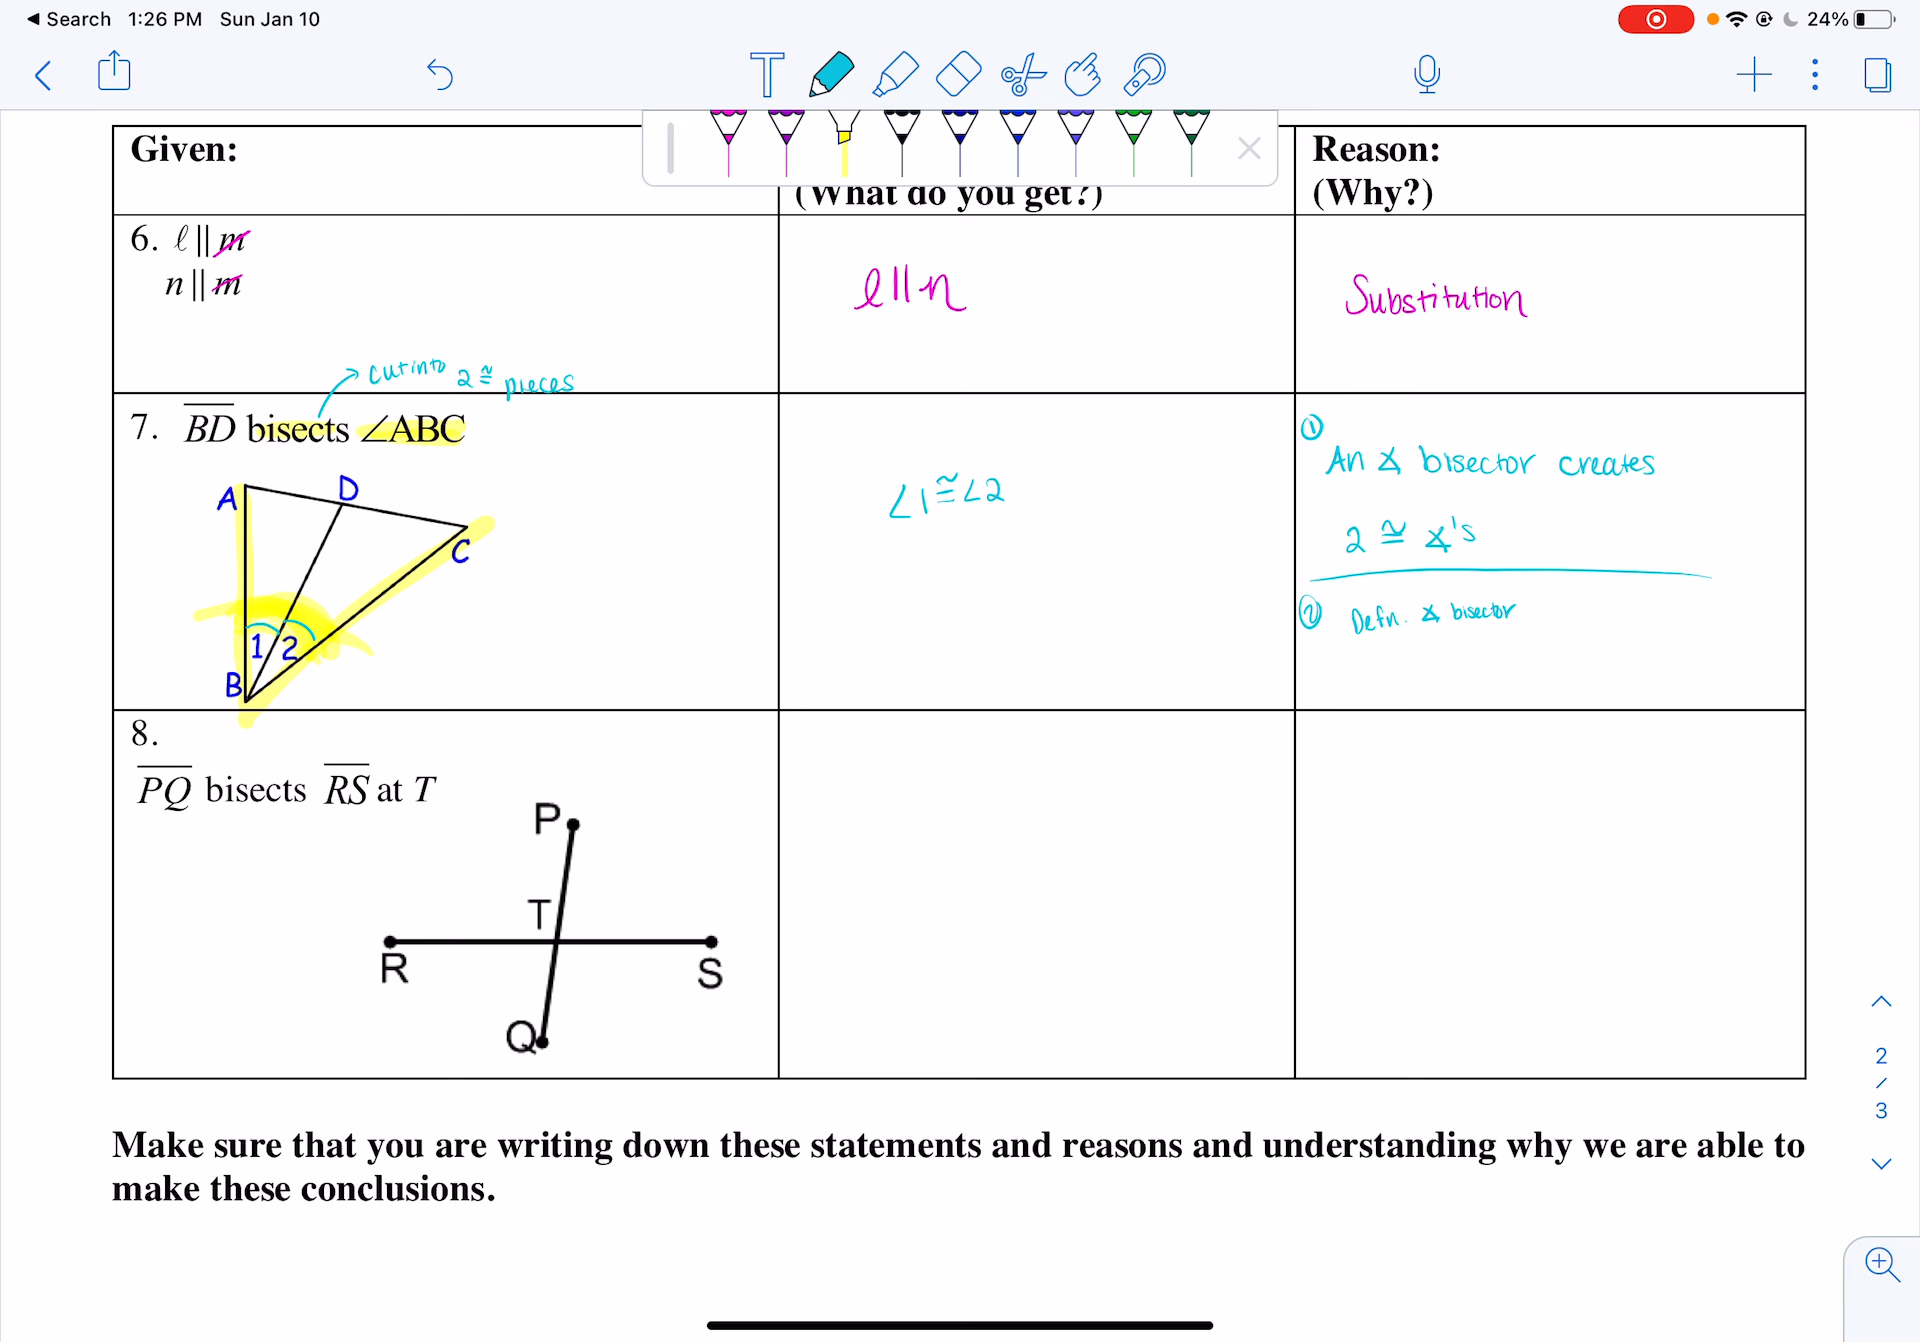 Search 1:26 PM Sun Jan 10
24%
Given:
(What do you get?)
Reason:
(Why?)
6. ℓ || m
n || m
ℓ || n
Substitution
cut into 2 ≅ pieces
7. BD bisects ∠ABC
A
D
C
1
2
B
∠1 ≅ ∠2
①
An ∡ bisector creates
2 ≅ ∡'s
② Defn. ∡ bisector
8.
PQ bisects RS at T
P
T
R
S
Q
2
/
3
Make sure that you are writing down these statements and reasons and understanding why we are able to
make these conclusions.